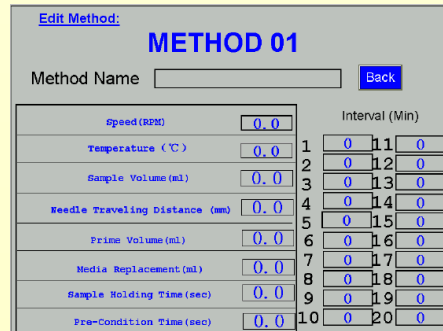 Edit Method:
METHOD 01
Method Name
Back
Speed(RPM) 0.0
Temperature (℃) 0.0
Sample Volume(ml) 0.0
Needle Traveling Distance (mm) 0.0
Prime Volume(ml) 0.0
Media Replacement(ml) 0.0
Sample Holding Time(sec) 0.0
Pre-Condition Time(sec) 0.0
Interval (Min)
1 0 11 0
2 0 12 0
3 0 13 0
4 0 14 0
5 0 15 0
6 0 16 0
7 0 17 0
8 0 18 0
9 0 19 0
10 0 20 0